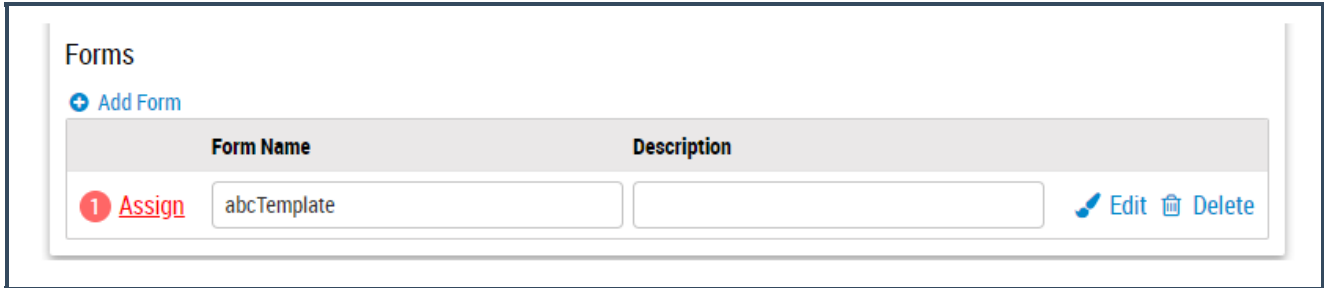 Forms
Add Form
Form Name Description
1 Assign abcTemplate Edit Delete